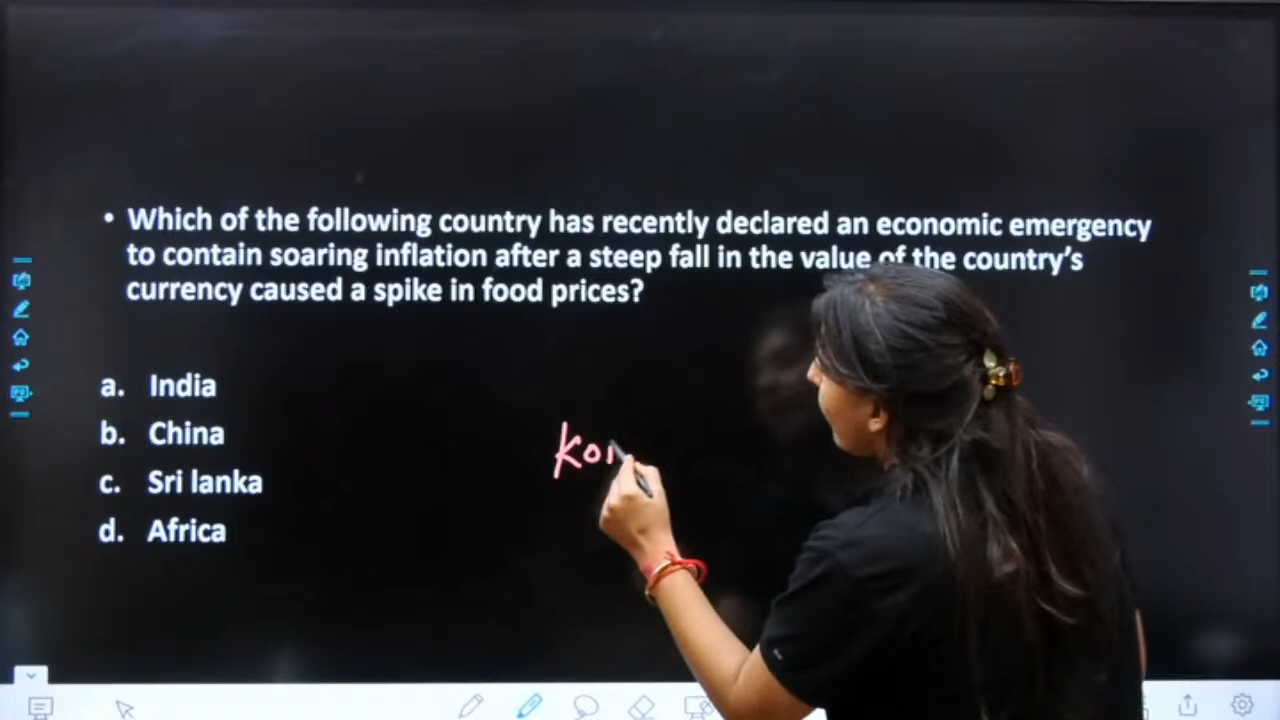 • Which of the following country has recently declared an economic emergency
to contain soaring inflation after a steep fall in the value of the country's
currency caused a spike in food prices?
a. India
b. China
c. Sri lanka
d. Africa
Kor